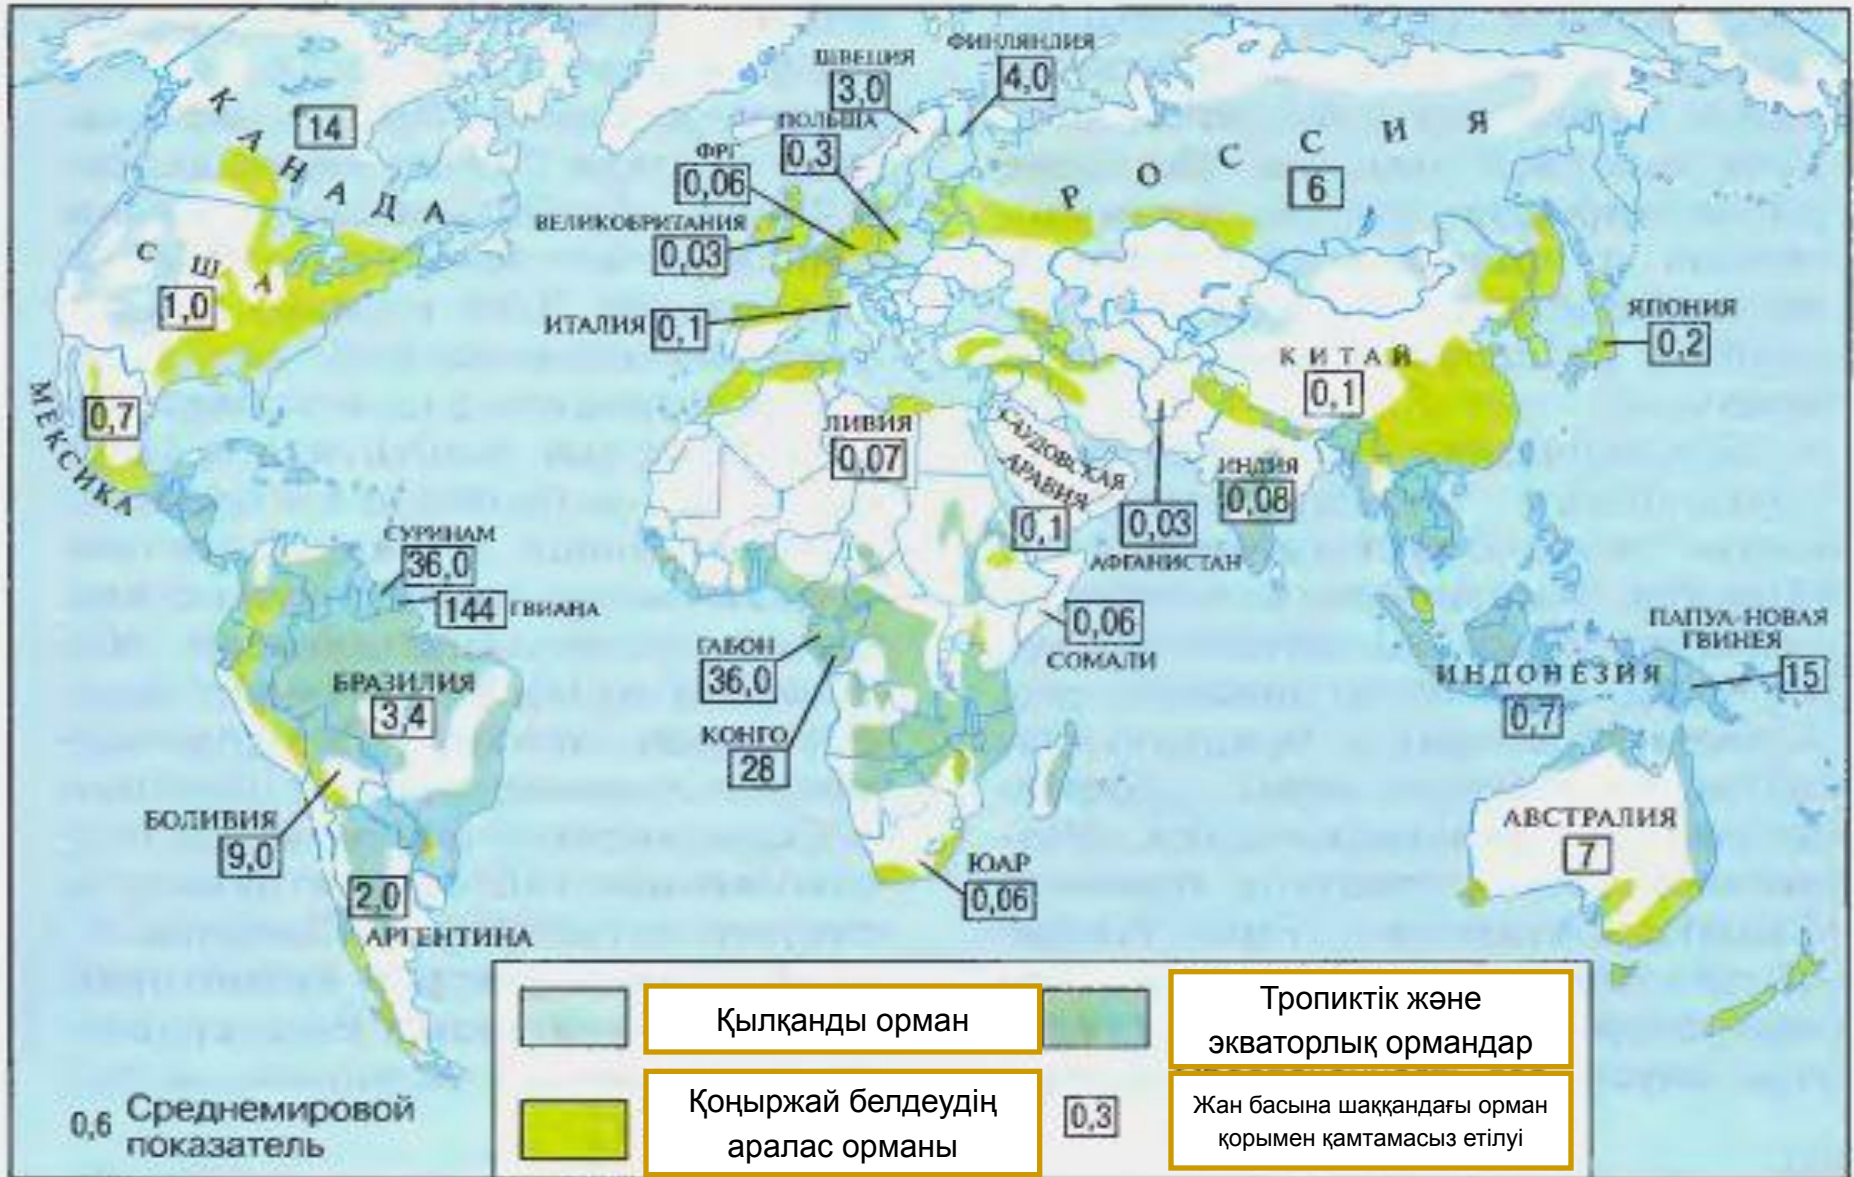 ФИНЛЯНДИЯ
4,0
ШВЕЦИЯ
3,0
ПОЛЬША
0,3
ФРГ
0,06
ВЕЛИКОБРИТАНИЯ
0,03
ИТАЛИЯ 0,1
КАНАДА
14
США
1,0
МЕКСИКА
0,7
РОССИЯ
6
ЯПОНИЯ
0,2
КИТАЙ
0,1
ЛИВИЯ
0,07
САУДОВСКАЯ
АРАВИЯ
0,1
0,03
АФГАНИСТАН
ИНДИЯ
0,08
СУРИНАМ
36,0
144 ГВИАНА
ГАБОН
36,0
КОНГО
28
0,06
СОМАЛИ
ПАПУА-НОВАЯ
ГВИНЕЯ
15
ИНДОНЕЗИЯ
0,7
БРАЗИЛИЯ
3,4
БОЛИВИЯ
9,0
2,0
АРГЕНТИНА
ЮАР
0,06
АВСТРАЛИЯ
7
Қылқанды орман
Тропиктік және
экваторлық ормандар
Қоңыржай белдеудің
аралас орманы
0,3
Жан басына шаққандағы орман
қорымен қамтамасыз етілуі
0,6 Среднемировой
показатель